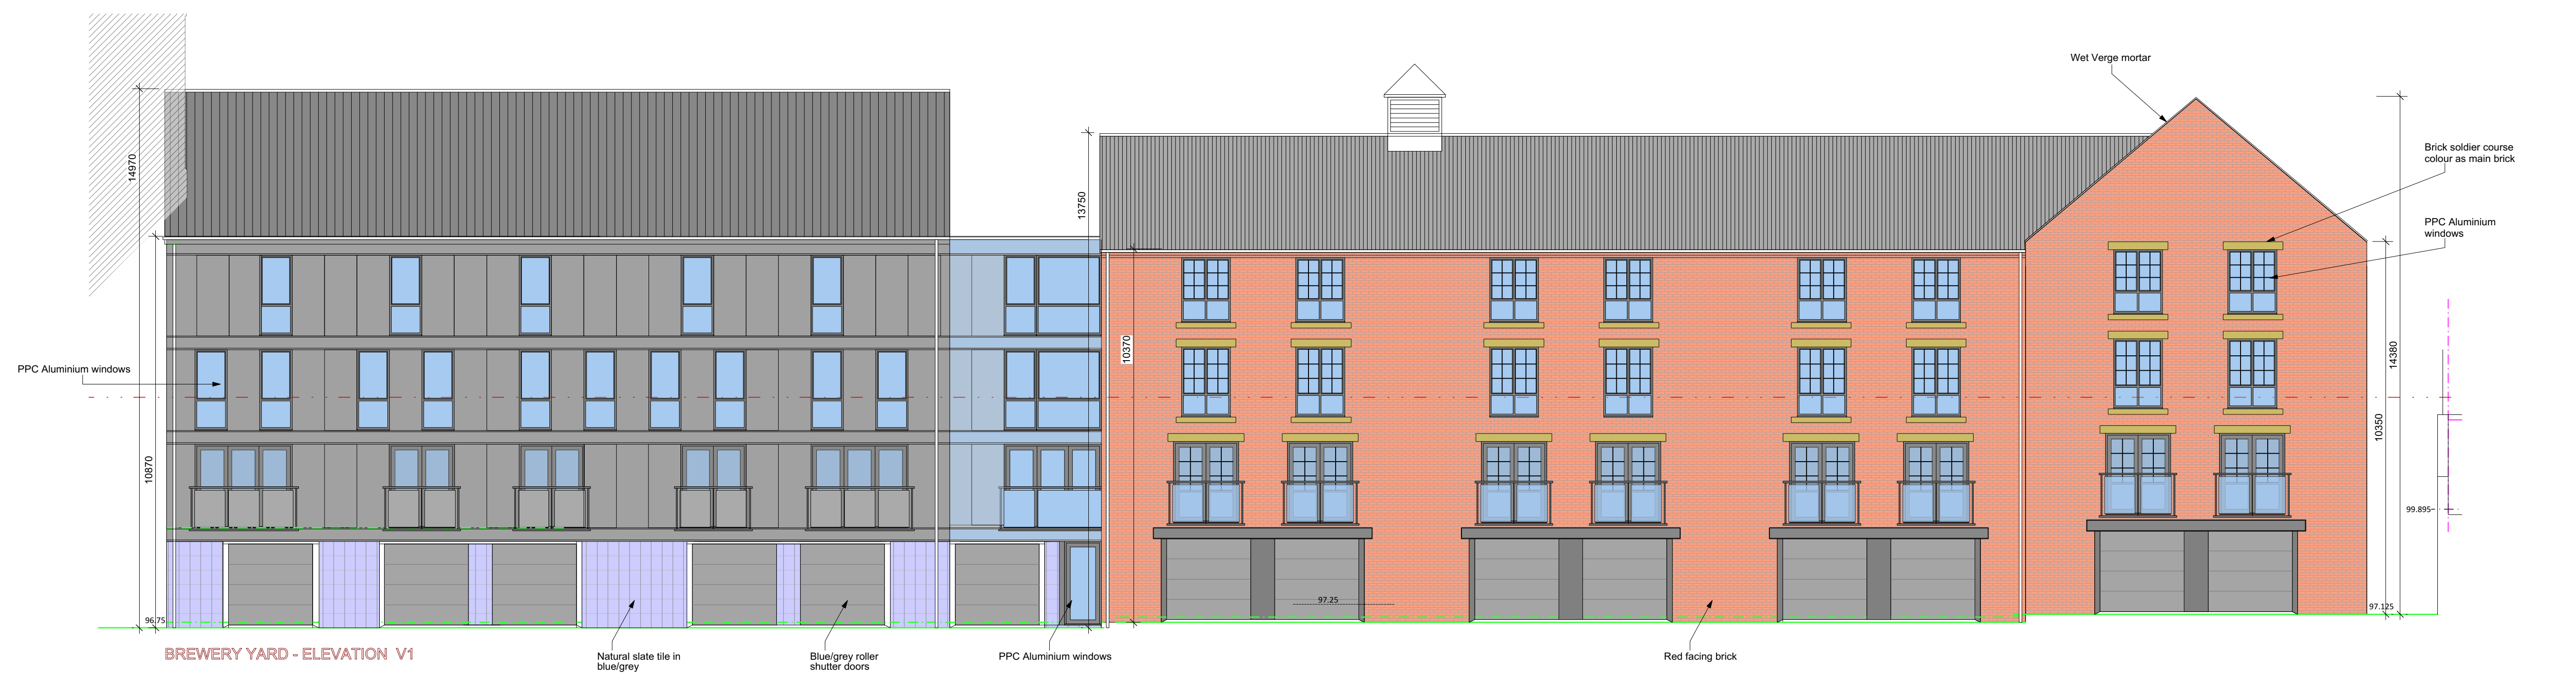 Wet Verge mortar
Brick soldier course
colour as main brick
PPC Aluminium
windows
14970
13750
10370
14380
10350
10870
PPC Aluminium windows
99.895
97.25
97.125
96.75
BREWERY YARD - ELEVATION V1
Natural slate tile in
blue/grey
Blue/grey roller
shutter doors
PPC Aluminium windows
Red facing brick